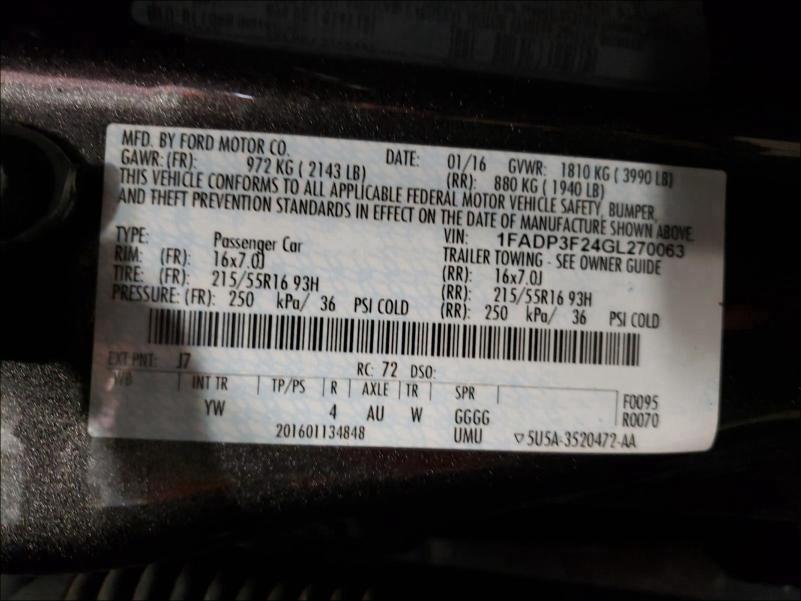 MFD. BY FORD MOTOR CO.
DATE: 01/16 GVWR: 1810 KG ( 3990 LB)
GAWR: (FR): 972 KG ( 2143 LB) (RR): 880 KG ( 1940 LB)
THIS VEHICLE CONFORMS TO ALL APPLICABLE FEDERAL MOTOR VEHICLE SAFETY, BUMPER,
AND THEFT PREVENTION STANDARDS IN EFFECT ON THE DATE OF MANUFACTURE SHOWN ABOVE.
VIN: 1FADP3F24GL270063
TYPE: Passenger Car TRAILER TOWING - SEE OWNER GUIDE
RIM: (FR): 16x7.0J (RR): 16x7.0J
TIRE: (FR): 215/55R16 93H (RR): 215/55R16 93H
PRESSURE: (FR): 250 kPa/ 36 PSI COLD (RR): 250 kPa/ 36 PSI COLD
EXT PNT: J7 RC: 72 DSO:
WB INT TR TP/PS R AXLE TR SPR F0095
YW 4 AU W GGGG R0070
201601134848 UMU ▽5U5A-3520472-AA